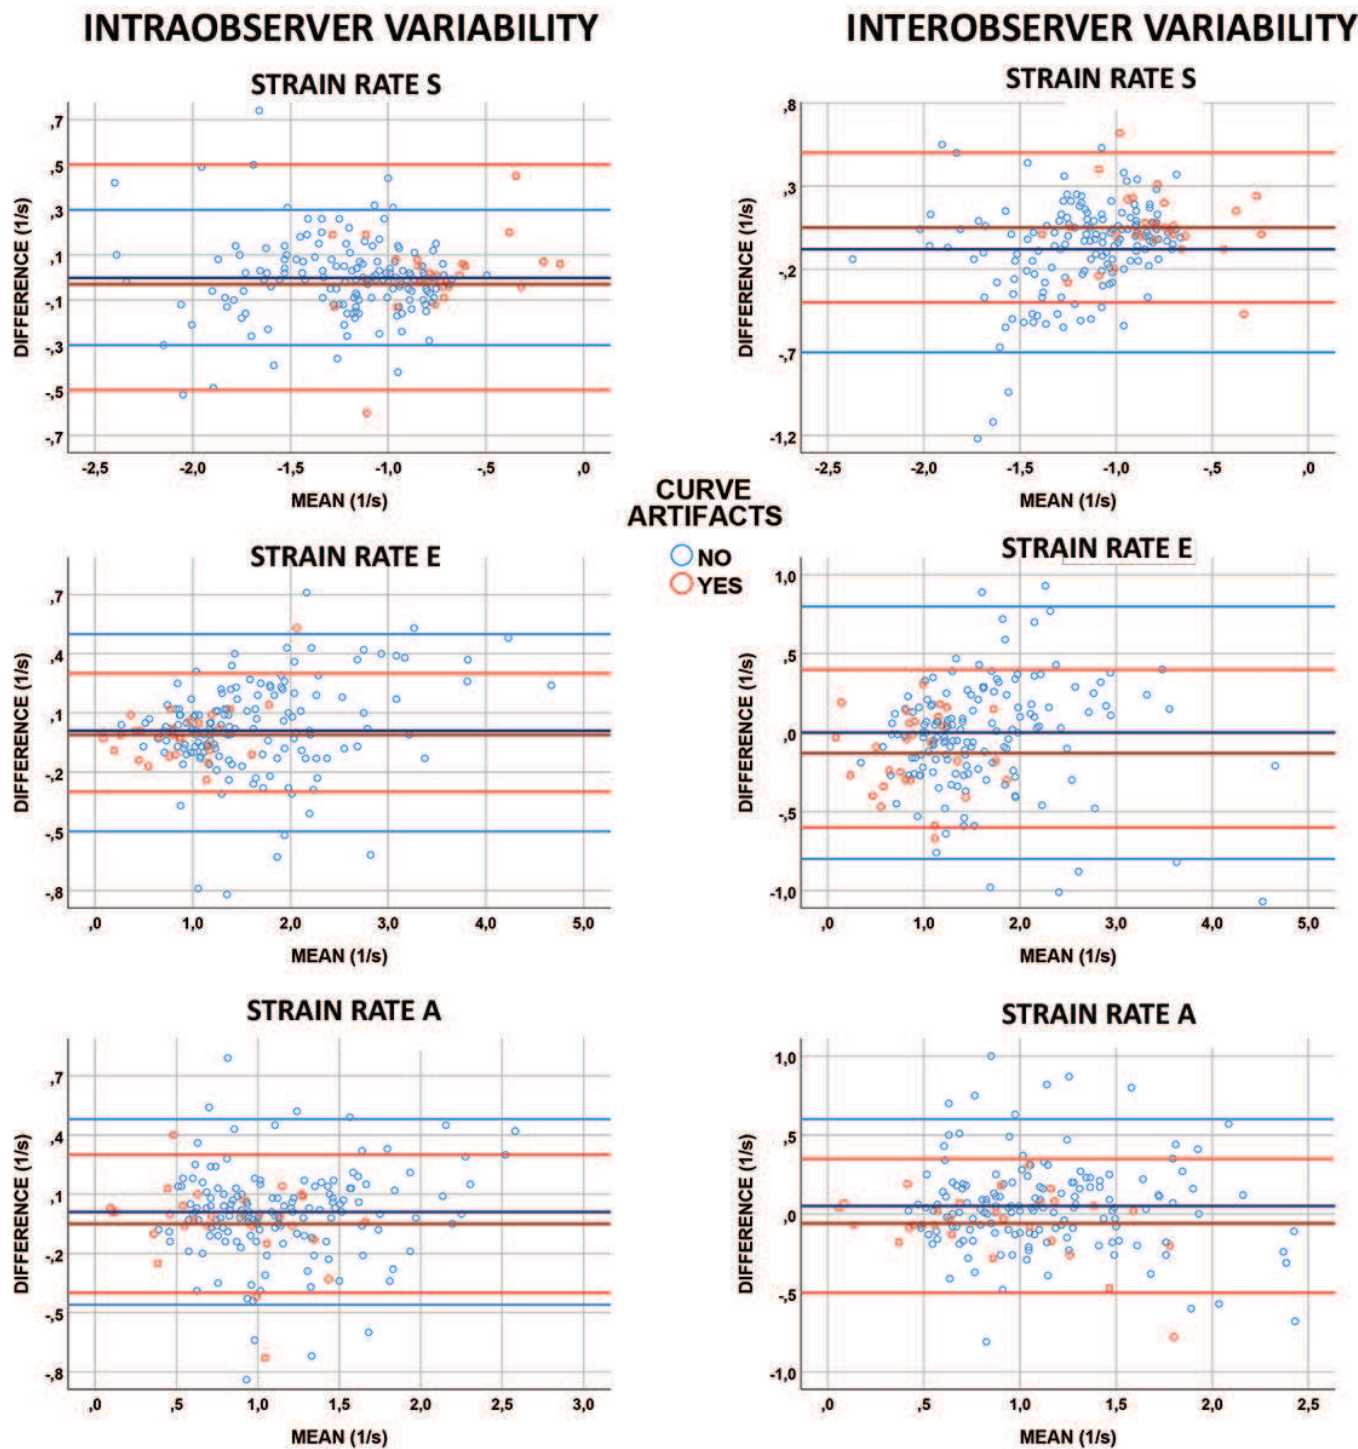 INTRAOBSERVER VARIABILITY
INTEROBSERVER VARIABILITY
STRAIN RATE S
DIFFERENCE (1/s)
,7
,5
,3
,1
-,1
-,3
-,5
-,7
-2,5 -2,0 -1,5 -1,0 -,5 ,0
MEAN (1/s)
STRAIN RATE S
DIFFERENCE (1/s)
,8
,3
-,2
-,7
-1,2
-2,5 -2,0 -1,5 -1,0 -,5 ,0
MEAN (1/s)
CURVE
ARTIFACTS
NO
YES
STRAIN RATE E
DIFFERENCE (1/s)
,7
,4
,1
-,2
-,5
-,8
,0 1,0 2,0 3,0 4,0 5,0
MEAN (1/s)
STRAIN RATE E
DIFFERENCE (1/s)
1,0
,5
,0
-,5
-1,0
,0 1,0 2,0 3,0 4,0 5,0
MEAN (1/s)
STRAIN RATE A
DIFFERENCE (1/s)
,7
,4
,1
-,2
-,5
-,8
,0 ,5 1,0 1,5 2,0 2,5 3,0
MEAN (1/s)
STRAIN RATE A
DIFFERENCE (1/s)
1,0
,5
,0
-,5
-1,0
,0 ,5 1,0 1,5 2,0 2,5
MEAN (1/s)